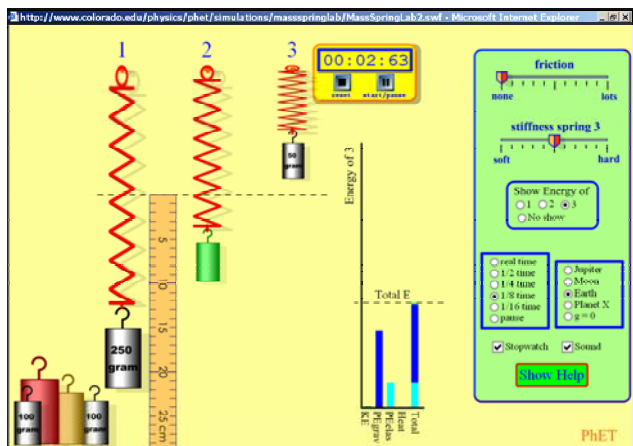 http://www.colorado.edu/physics/phet/simulations/massspringlab/MassSpringLab2.swf - Microsoft Internet Explorer
1
2
3
00:02:63
reset
start/pause
friction
none
lots
stiffness spring 3
soft
hard
50
gram
Energy of 3
Show Energy of
1
2
3
No show
5
10
15
20
25 cm
real time
1/2 time
1/4 time
1/8 time
1/16 time
pause
Jupiter
Moon
Earth
Planet X
g = 0
Total E
250
gram
Stopwatch
Sound
Show Help
100
gram
100
gram
KE
PEgrav
PEelas
Heat
Total
PhET